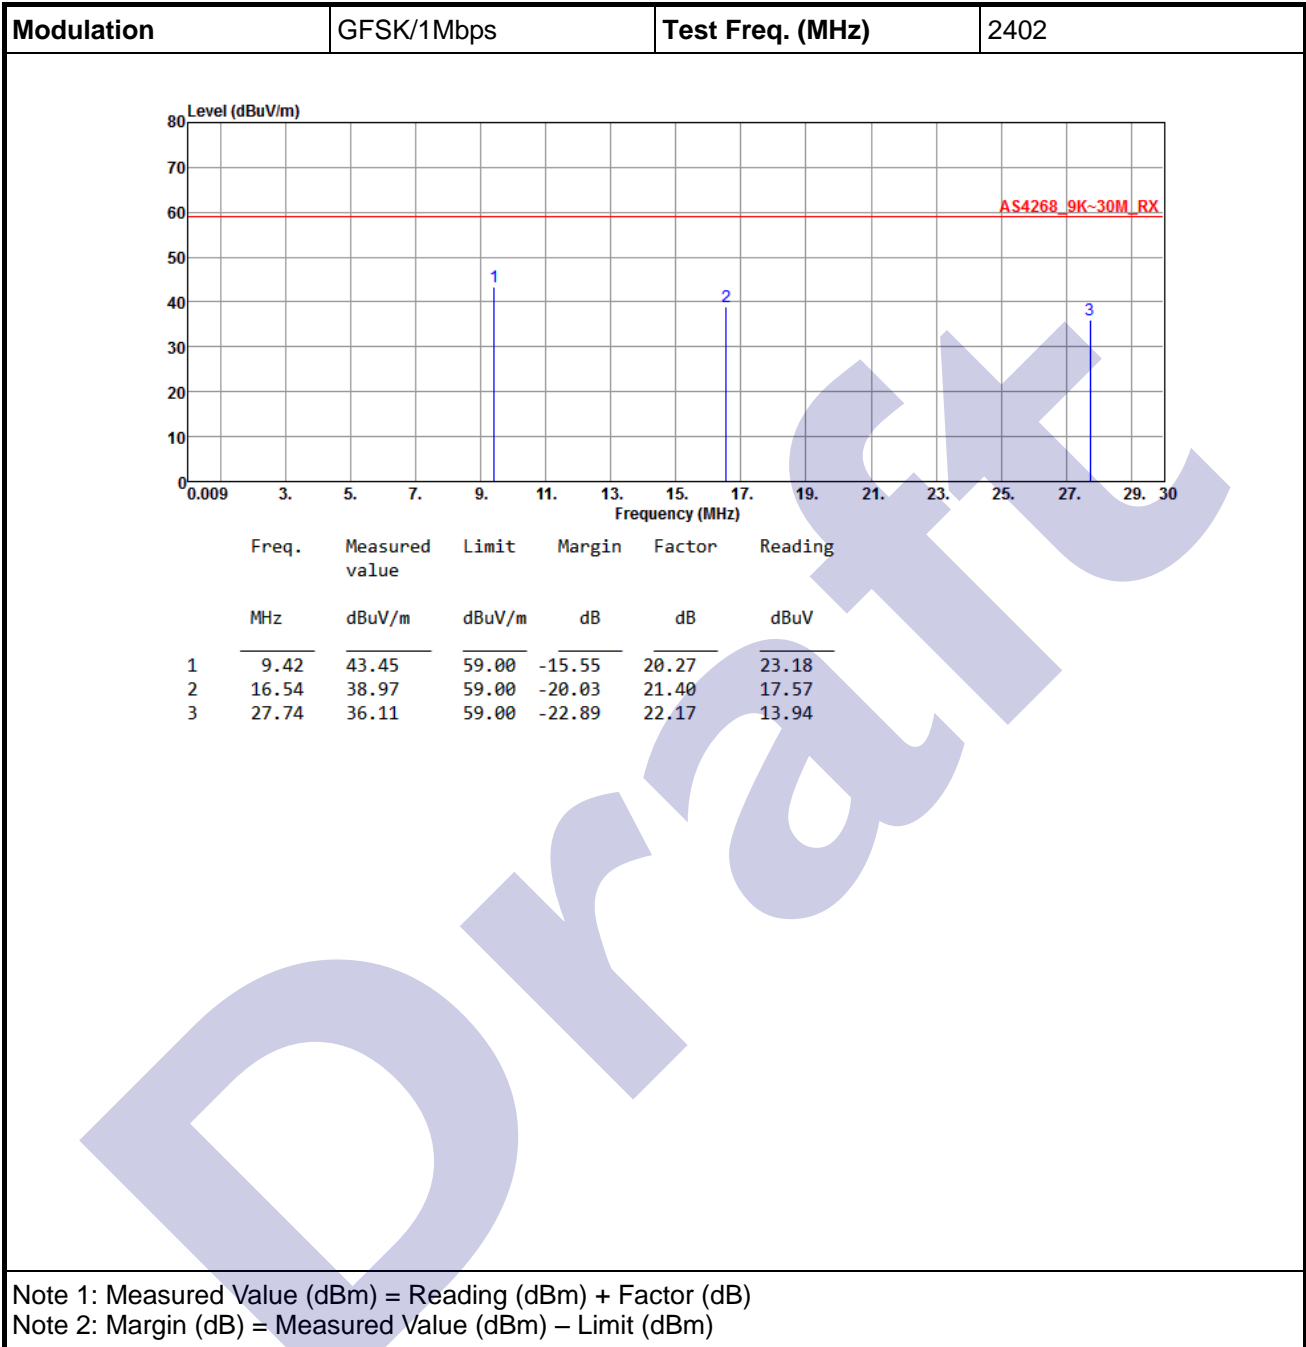 Modulation GFSK/1Mbps Test Freq. (MHz) 2402
Level (dBuV/m)
80
70
60
50
40
30
20
10
0
AS4268_9K~30M_RX
1
2
3
0.009 3. 5. 7. 9. 11. 13. 15. 17. 19. 21. 23. 25. 27. 29. 30
Frequency (MHz)
Freq. Measured Limit Margin Factor Reading
value
MHz dBuV/m dBuV/m dB dB dBuV
1 9.42 43.45 59.00 -15.55 20.27 23.18
2 16.54 38.97 59.00 -20.03 21.40 17.57
3 27.74 36.11 59.00 -22.89 22.17 13.94
Draft
Note 1: Measured Value (dBm) = Reading (dBm) + Factor (dB)
Note 2: Margin (dB) = Measured Value (dBm) – Limit (dBm)